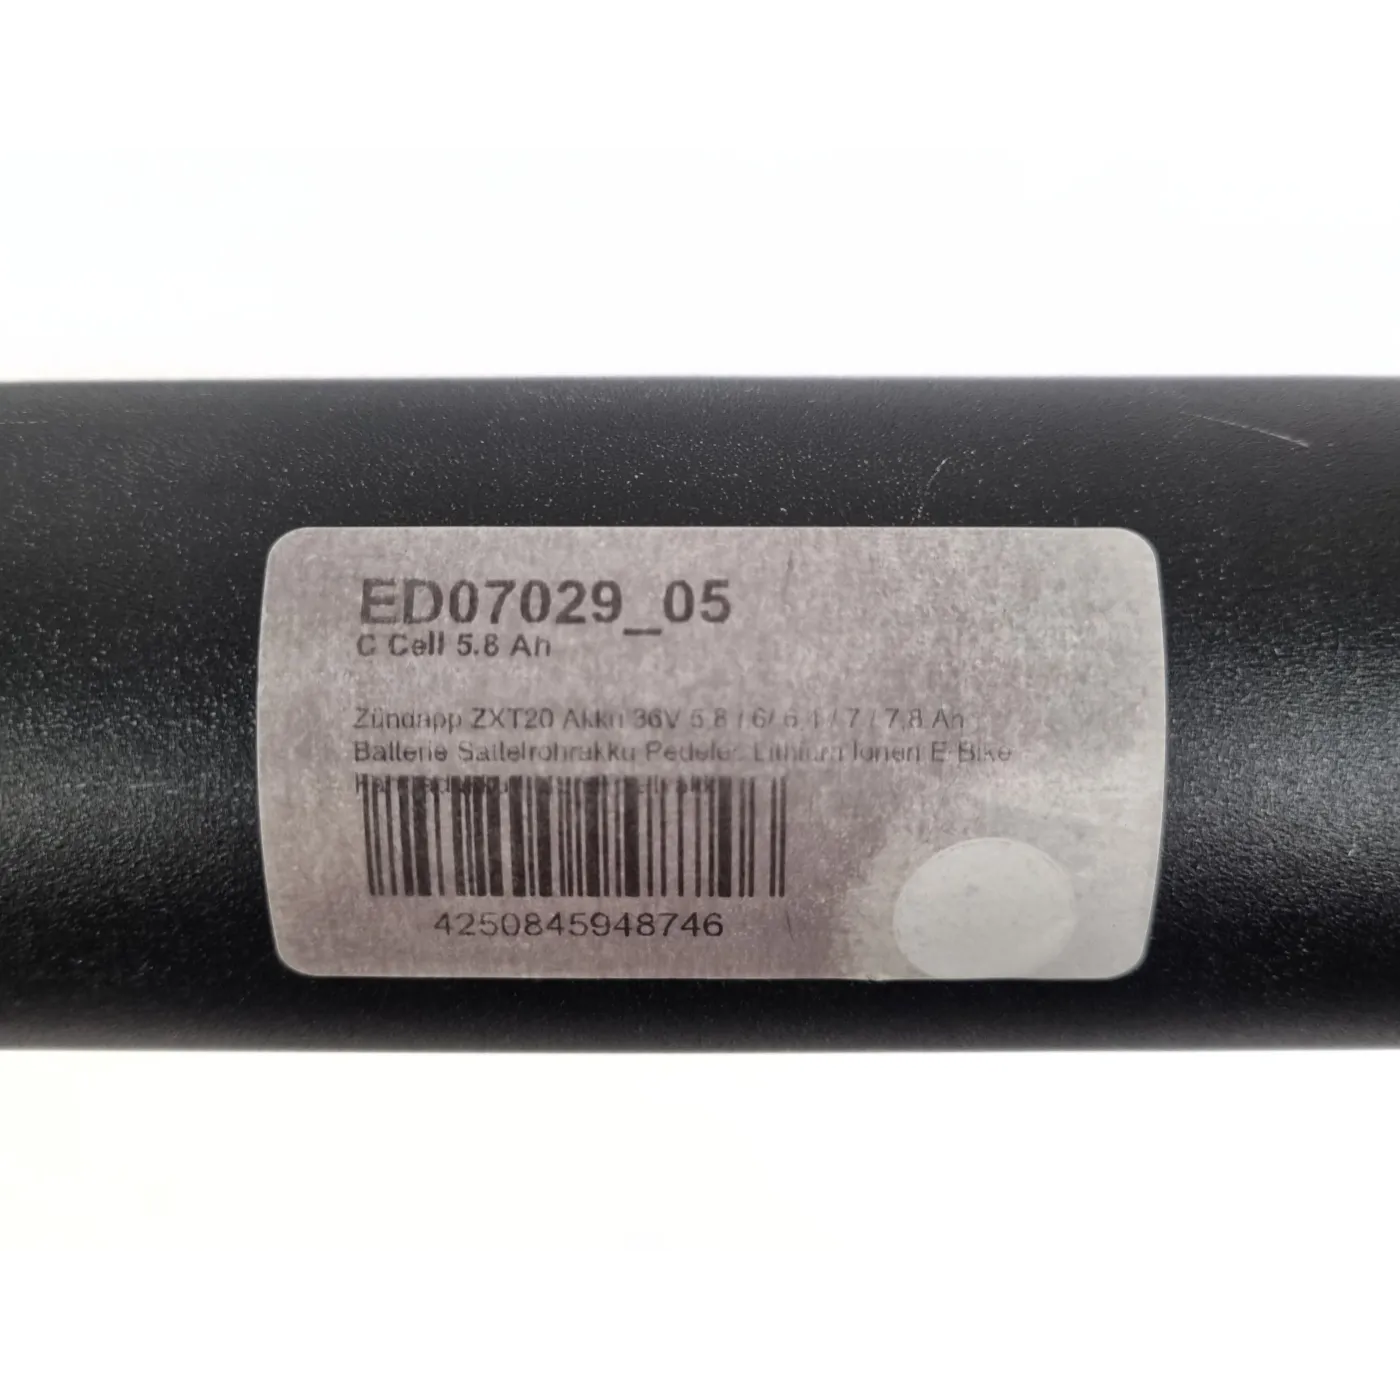 ED07029_05
C Cell 5.8 Ah
Zündapp ZXT20 Akku 36V 5,8 / 6/ 6,4 / 7 / 7,8 Ah
Batterie Sattelrohrakku Pedelec Lithium Ionen E-Bike
4250845948746